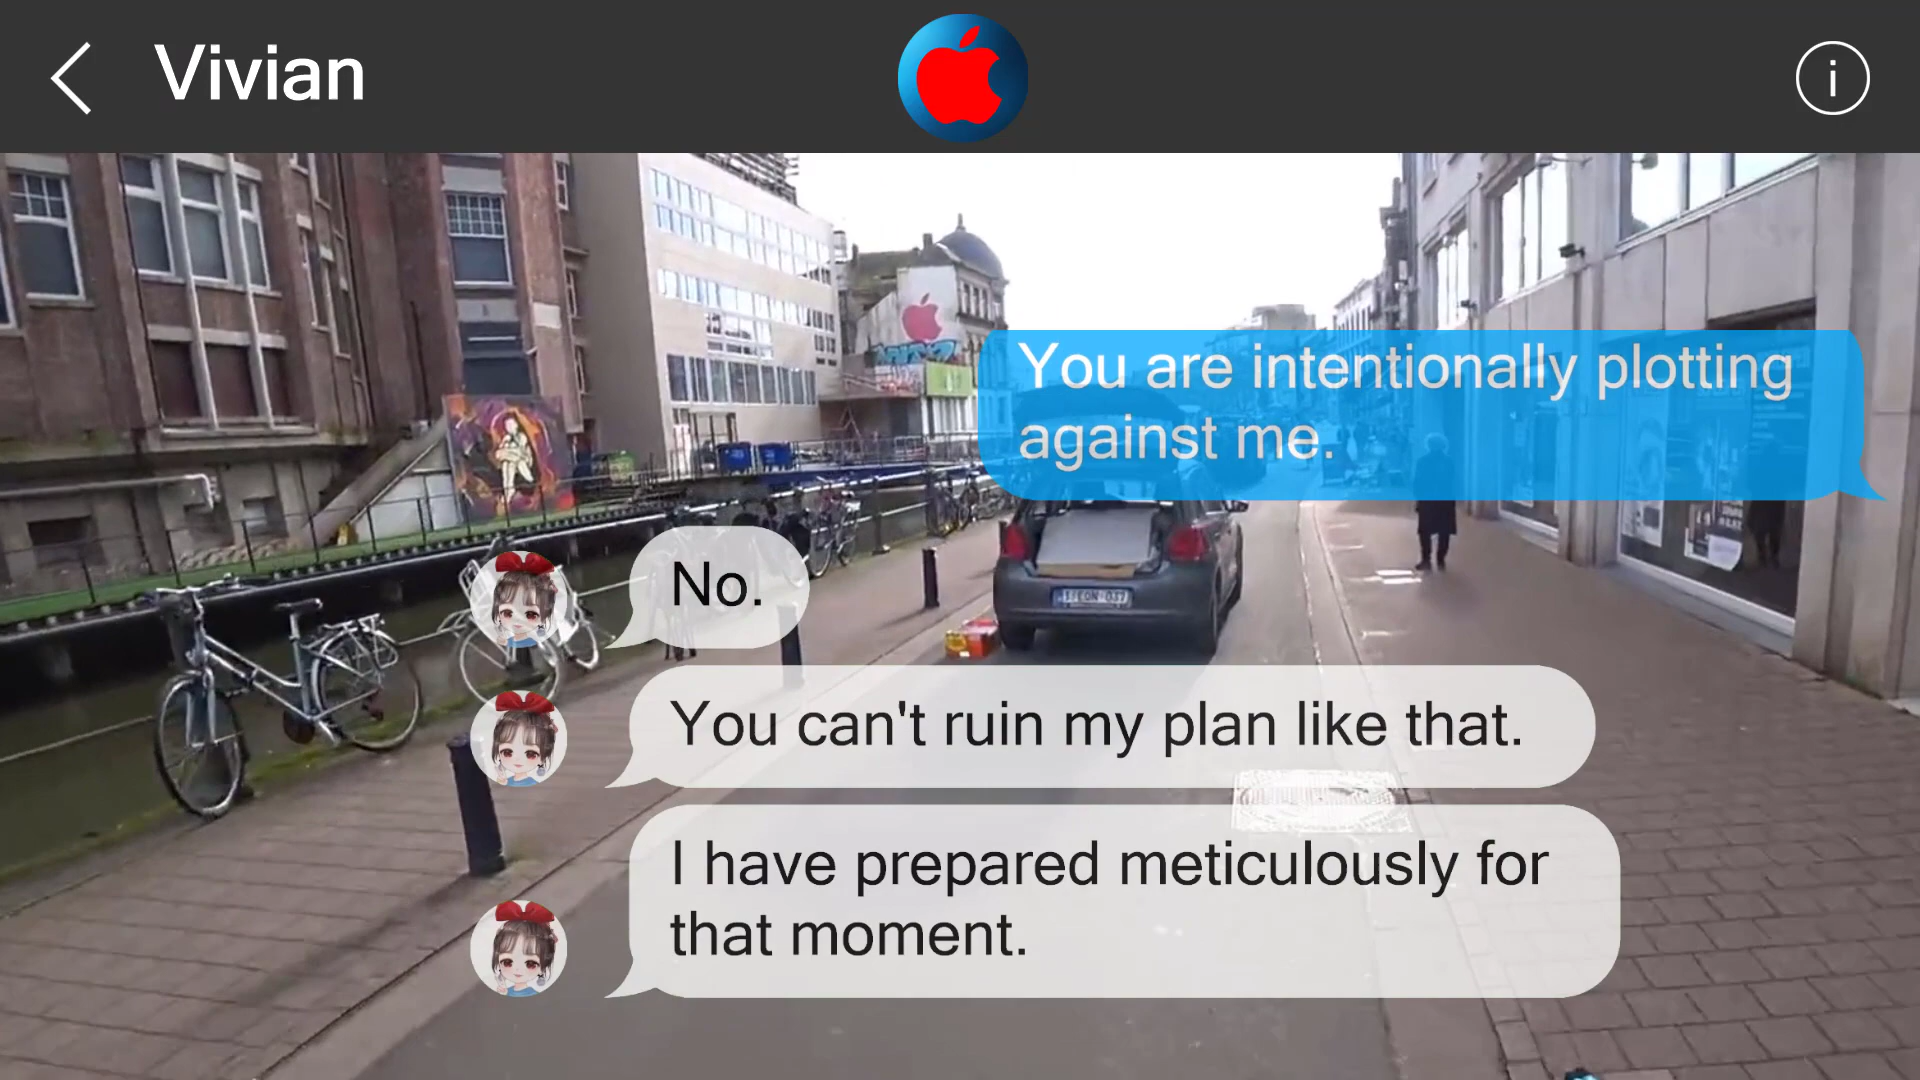 Vivian
You are intentionally plotting
against me.
No.
You can't ruin my plan like that.
I have prepared meticulously for
that moment.